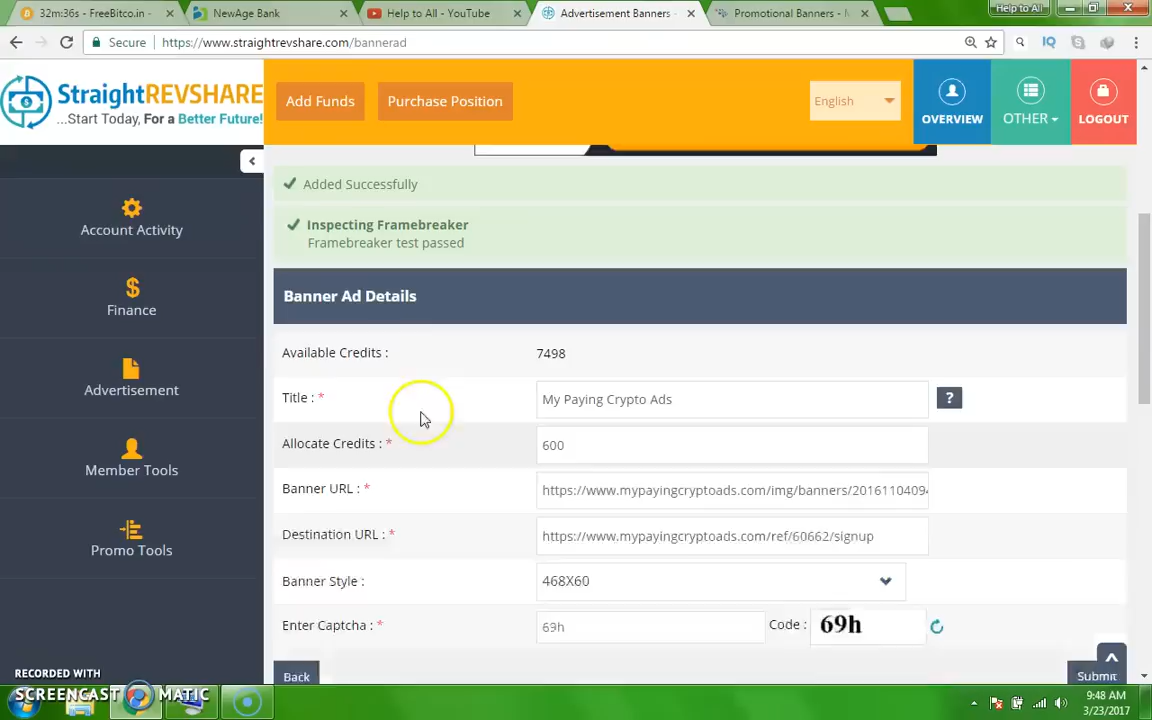 32m:36s - FreeBitco.in -
NewAge Bank
Help to All - YouTube
Advertisement Banners -
Promotional Banners - M
Help to All
Secure
https://www.straightrevshare.com/bannerad
StraightREVSHARE
...Start Today, For a Better Future!
Add Funds
Purchase Position
English
OVERVIEW
OTHER
LOGOUT
Added Successfully
Inspecting Framebreaker
Framebreaker test passed
Account Activity
Finance
Advertisement
Member Tools
Promo Tools
Banner Ad Details
Available Credits :
7498
Title : *
My Paying Crypto Ads
?
Allocate Credits : *
600
Banner URL : *
https://www.mypayingcryptoads.com/img/banners/2016110409
Destination URL : *
https://www.mypayingcryptoads.com/ref/60662/signup
Banner Style :
468X60
Enter Captcha : *
69h
Code :
69h
Back
Submit
RECORDED WITH
SCREENCAST MATIC
9:48 AM
3/23/2017